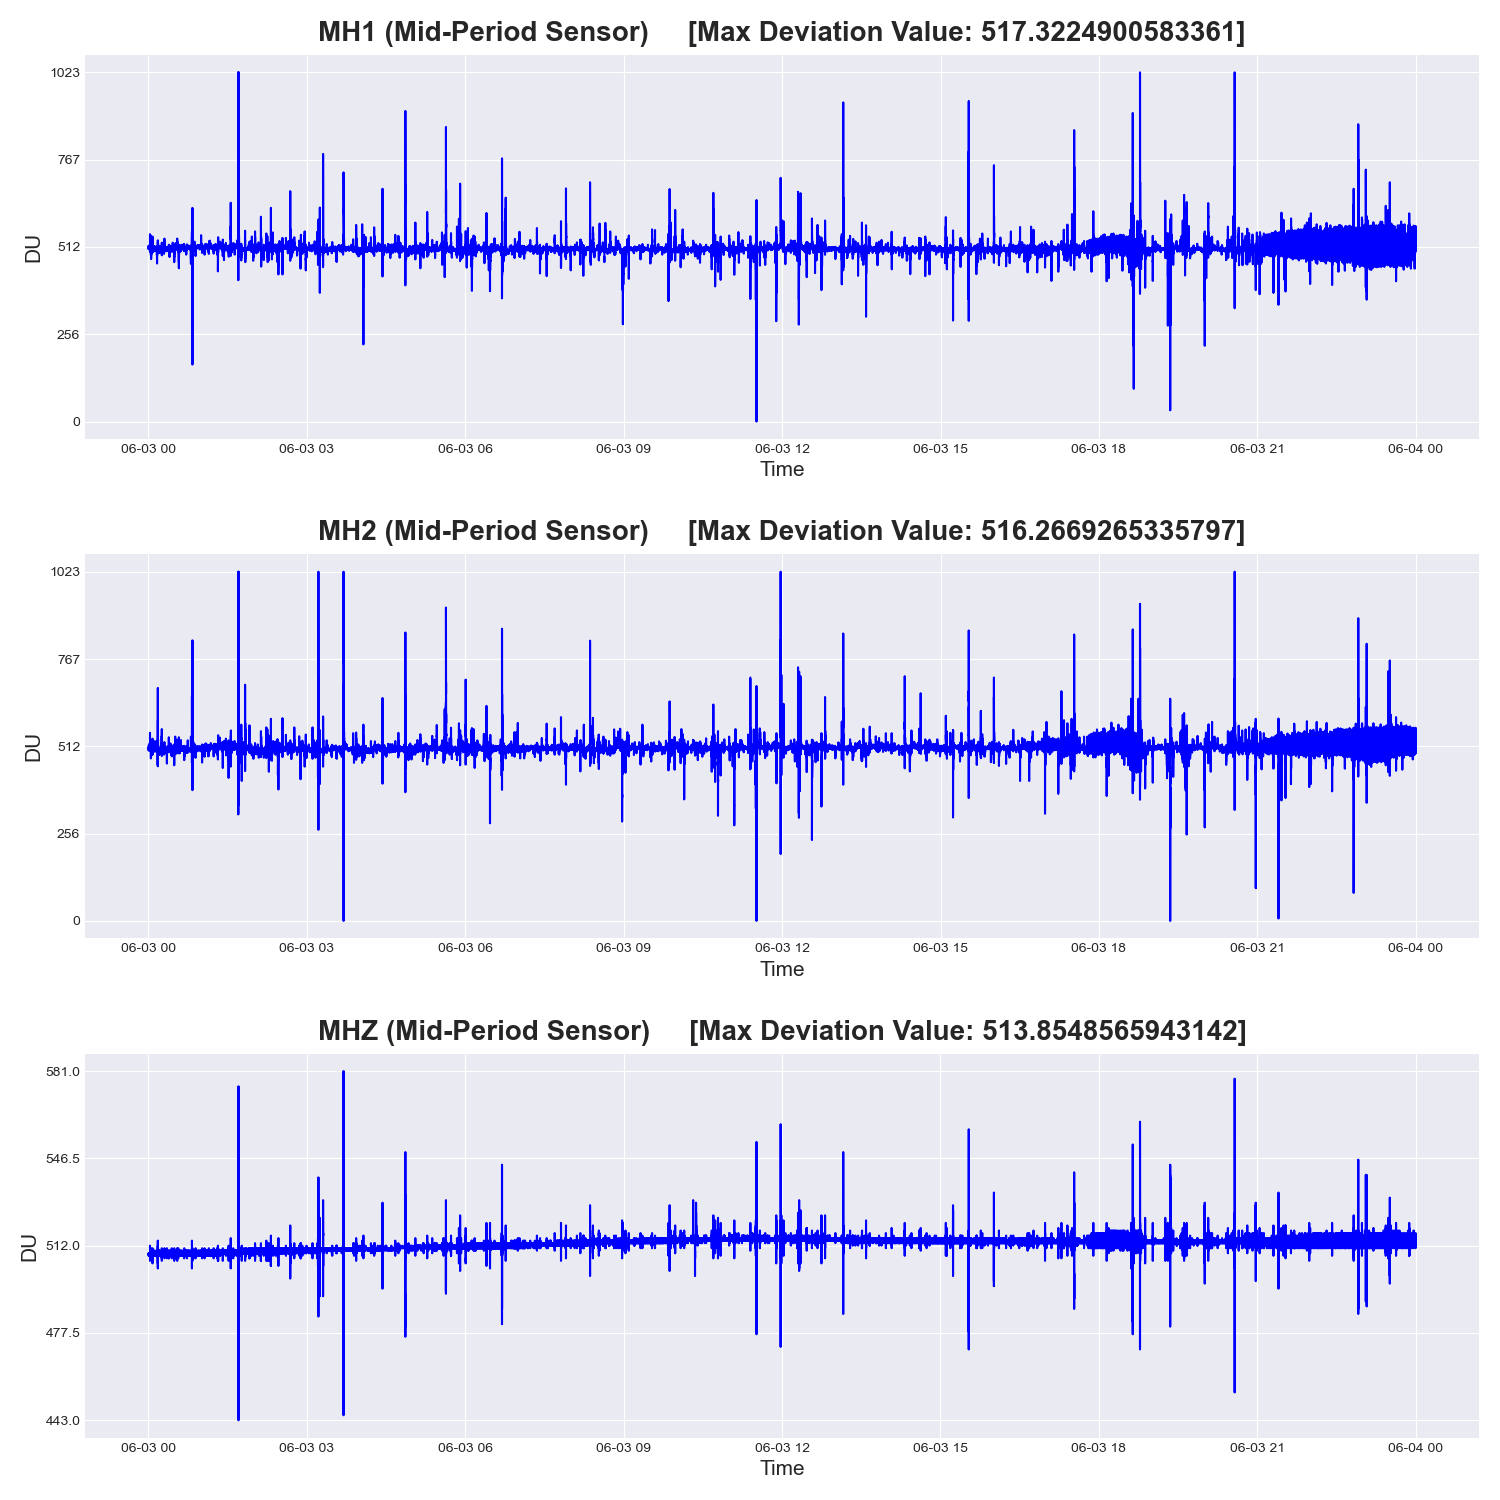 MH1 (Mid-Period Sensor) [Max Deviation Value: 517.3224900583361]
1023
767
512
256
0
DU
06-03 00 06-03 03 06-03 06 06-03 09 06-03 12 06-03 15 06-03 18 06-03 21 06-04 00
Time
MH2 (Mid-Period Sensor) [Max Deviation Value: 516.2669265335797]
1023
767
512
256
0
DU
06-03 00 06-03 03 06-03 06 06-03 09 06-03 12 06-03 15 06-03 18 06-03 21 06-04 00
Time
MHZ (Mid-Period Sensor) [Max Deviation Value: 513.8548565943142]
581.0
546.5
512.0
477.5
443.0
DU
06-03 00 06-03 03 06-03 06 06-03 09 06-03 12 06-03 15 06-03 18 06-03 21 06-04 00
Time